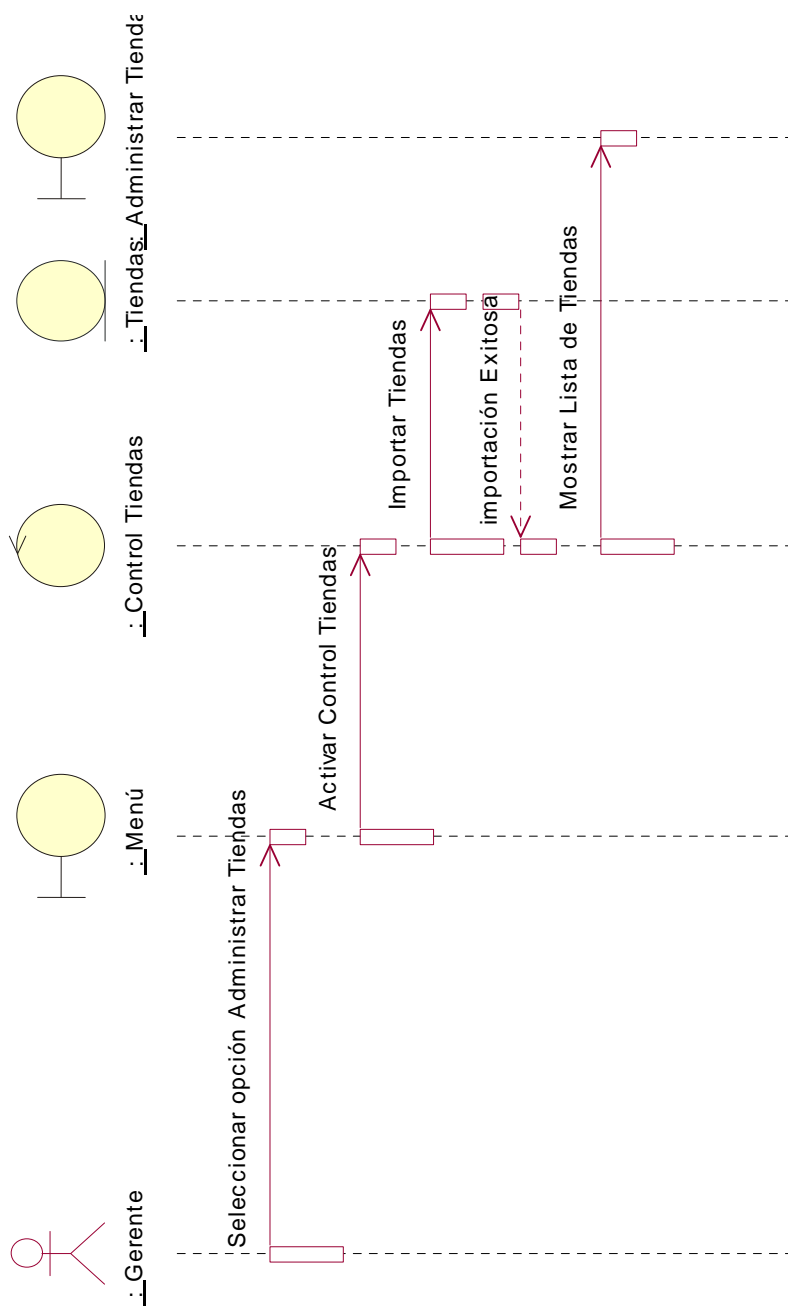 : Gerente
: Menú
: Control Tiendas
: Tiendas
: Administrar Tienda
Seleccionar opción Administrar Tiendas
Activar Control Tiendas
Importar Tiendas
importación Exitosa
Mostrar Lista de Tiendas